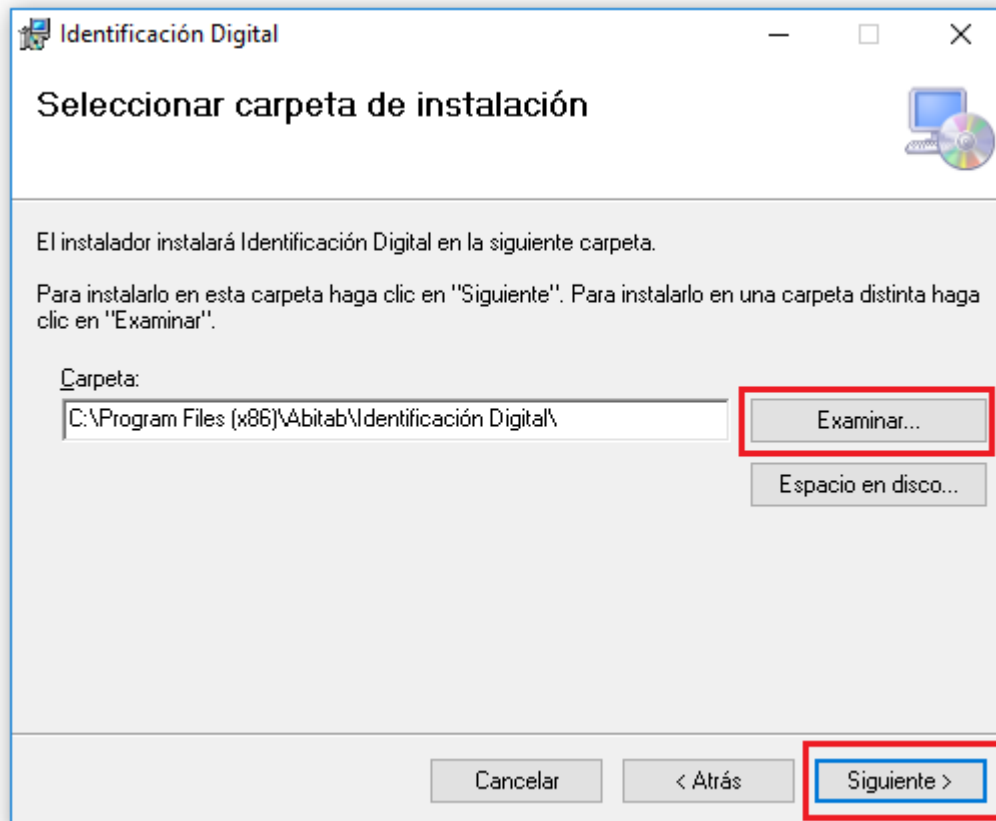 Identificación Digital
Seleccionar carpeta de instalación
El instalador instalará Identificación Digital en la siguiente carpeta.
Para instalarlo en esta carpeta haga clic en "Siguiente". Para instalarlo en una carpeta distinta haga
clic en "Examinar".
Carpeta:
C:\Program Files (x86)\Abitab\Identificación Digital\
Examinar...
Espacio en disco...
Cancelar
< Atrás
Siguiente >